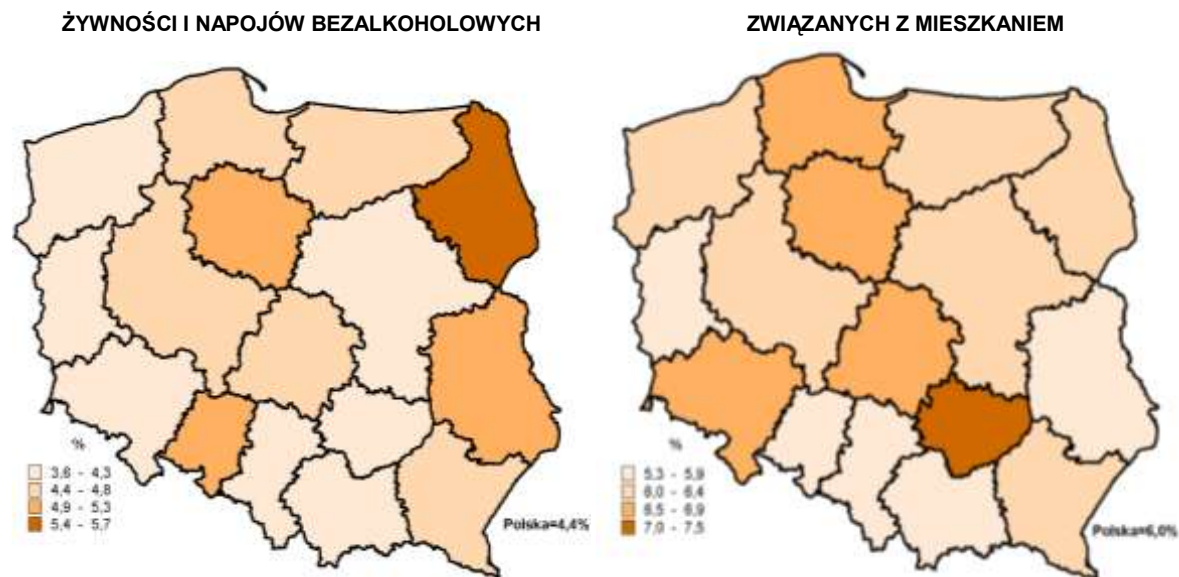 ŻYWNOŚCI I NAPOJÓW BEZALKOHOLOWYCH
%
3,6 - 4,3
4,4 - 4,8
4,9 - 5,3
5,4 - 5,7
Polska=4,4%
ZWIĄZANYCH Z MIESZKANIEM
%
5,3 - 5,9
6,0 - 6,4
6,5 - 6,9
7,0 - 7,5
Polska=6,0%